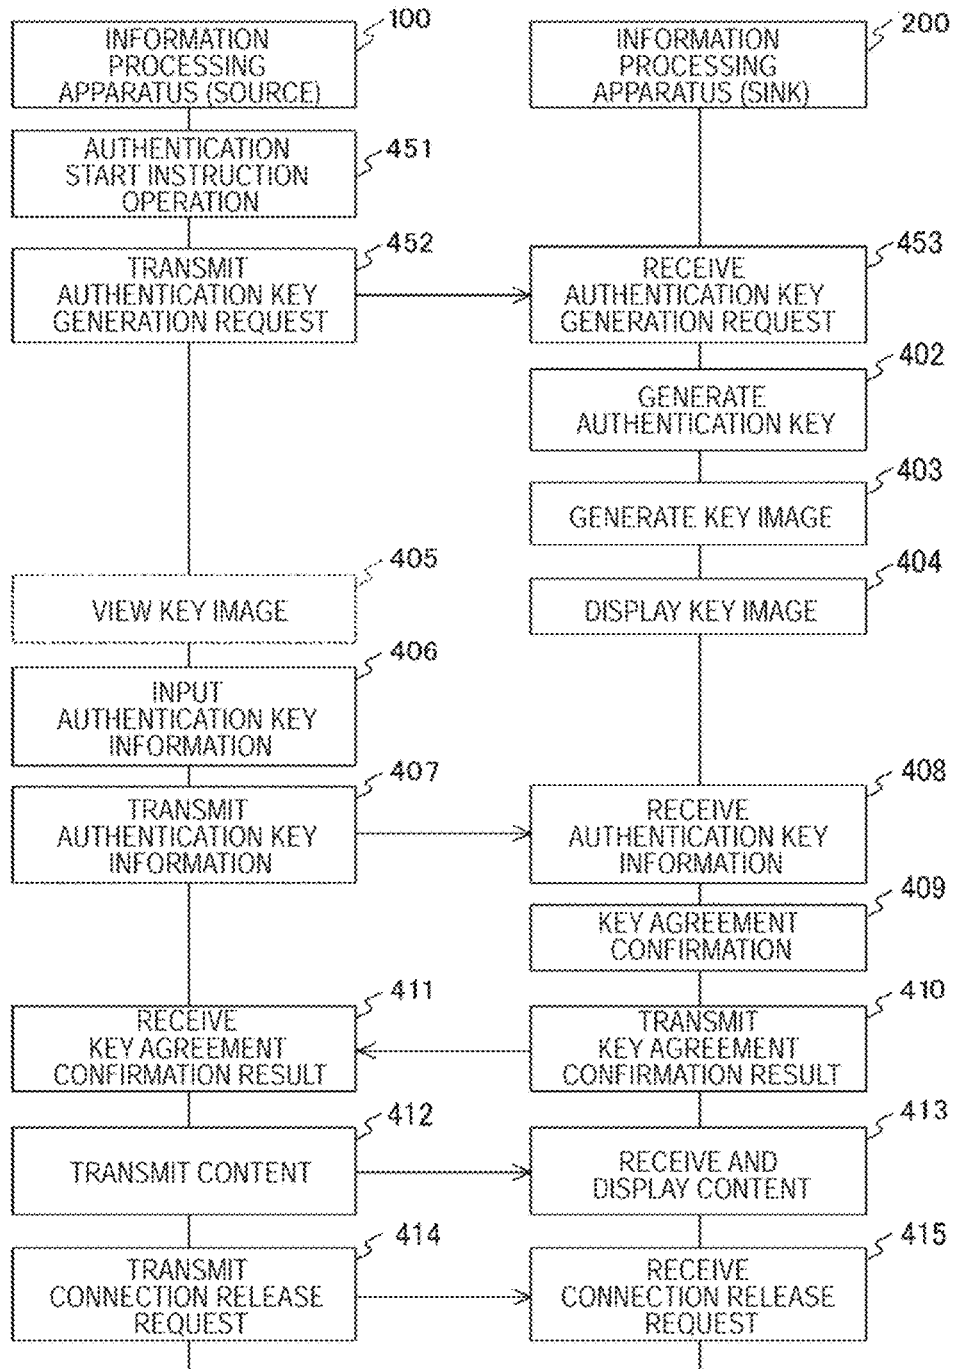 100
INFORMATION
PROCESSING
APPARATUS (SOURCE)
200
INFORMATION
PROCESSING
APPARATUS (SINK)
451
AUTHENTICATION
START INSTRUCTION
OPERATION
452
TRANSMIT
AUTHENTICATION KEY
GENERATION REQUEST
453
RECEIVE
AUTHENTICATION KEY
GENERATION REQUEST
402
GENERATE
AUTHENTICATION KEY
403
GENERATE KEY IMAGE
405
VIEW KEY IMAGE
404
DISPLAY KEY IMAGE
406
INPUT
AUTHENTICATION KEY
INFORMATION
407
TRANSMIT
AUTHENTICATION KEY
INFORMATION
408
RECEIVE
AUTHENTICATION KEY
INFORMATION
409
KEY AGREEMENT
CONFIRMATION
411
RECEIVE
KEY AGREEMENT
CONFIRMATION RESULT
410
TRANSMIT
KEY AGREEMENT
CONFIRMATION RESULT
412
TRANSMIT CONTENT
413
RECEIVE AND
DISPLAY CONTENT
414
TRANSMIT
CONNECTION RELEASE
REQUEST
415
RECEIVE
CONNECTION RELEASE
REQUEST